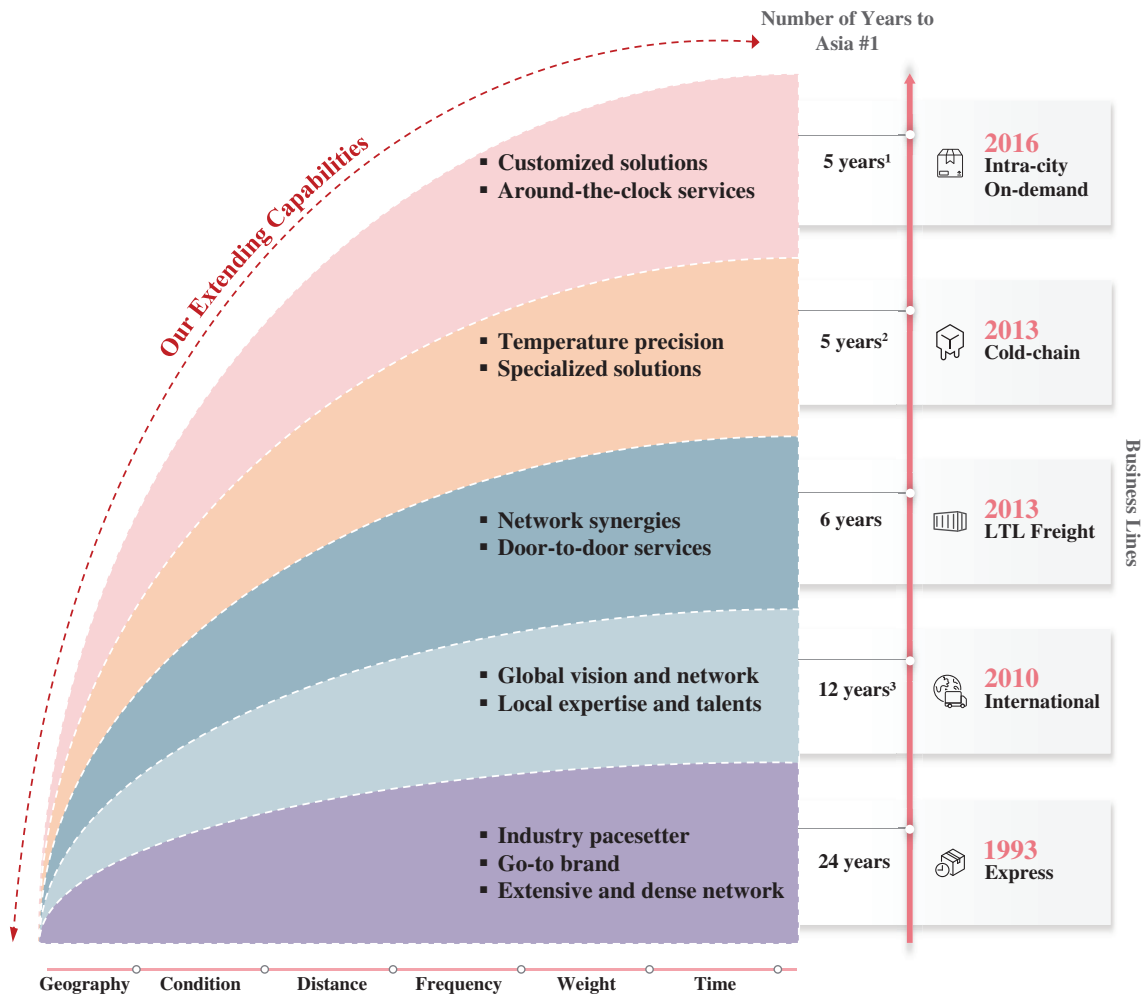 Number of Years to
Asia #1
Our Extending Capabilities
▪ Customized solutions
▪ Around-the-clock services
5 years¹
2016
Intra-city
On-demand
▪ Temperature precision
▪ Specialized solutions
5 years²
2013
Cold-chain
▪ Network synergies
▪ Door-to-door services
6 years
2013
LTL Freight
Business Lines
▪ Global vision and network
▪ Local expertise and talents
12 years³
2010
International
▪ Industry pacesetter
▪ Go-to brand
▪ Extensive and dense network
24 years
1993
Express
Geography Condition Distance Frequency Weight Time